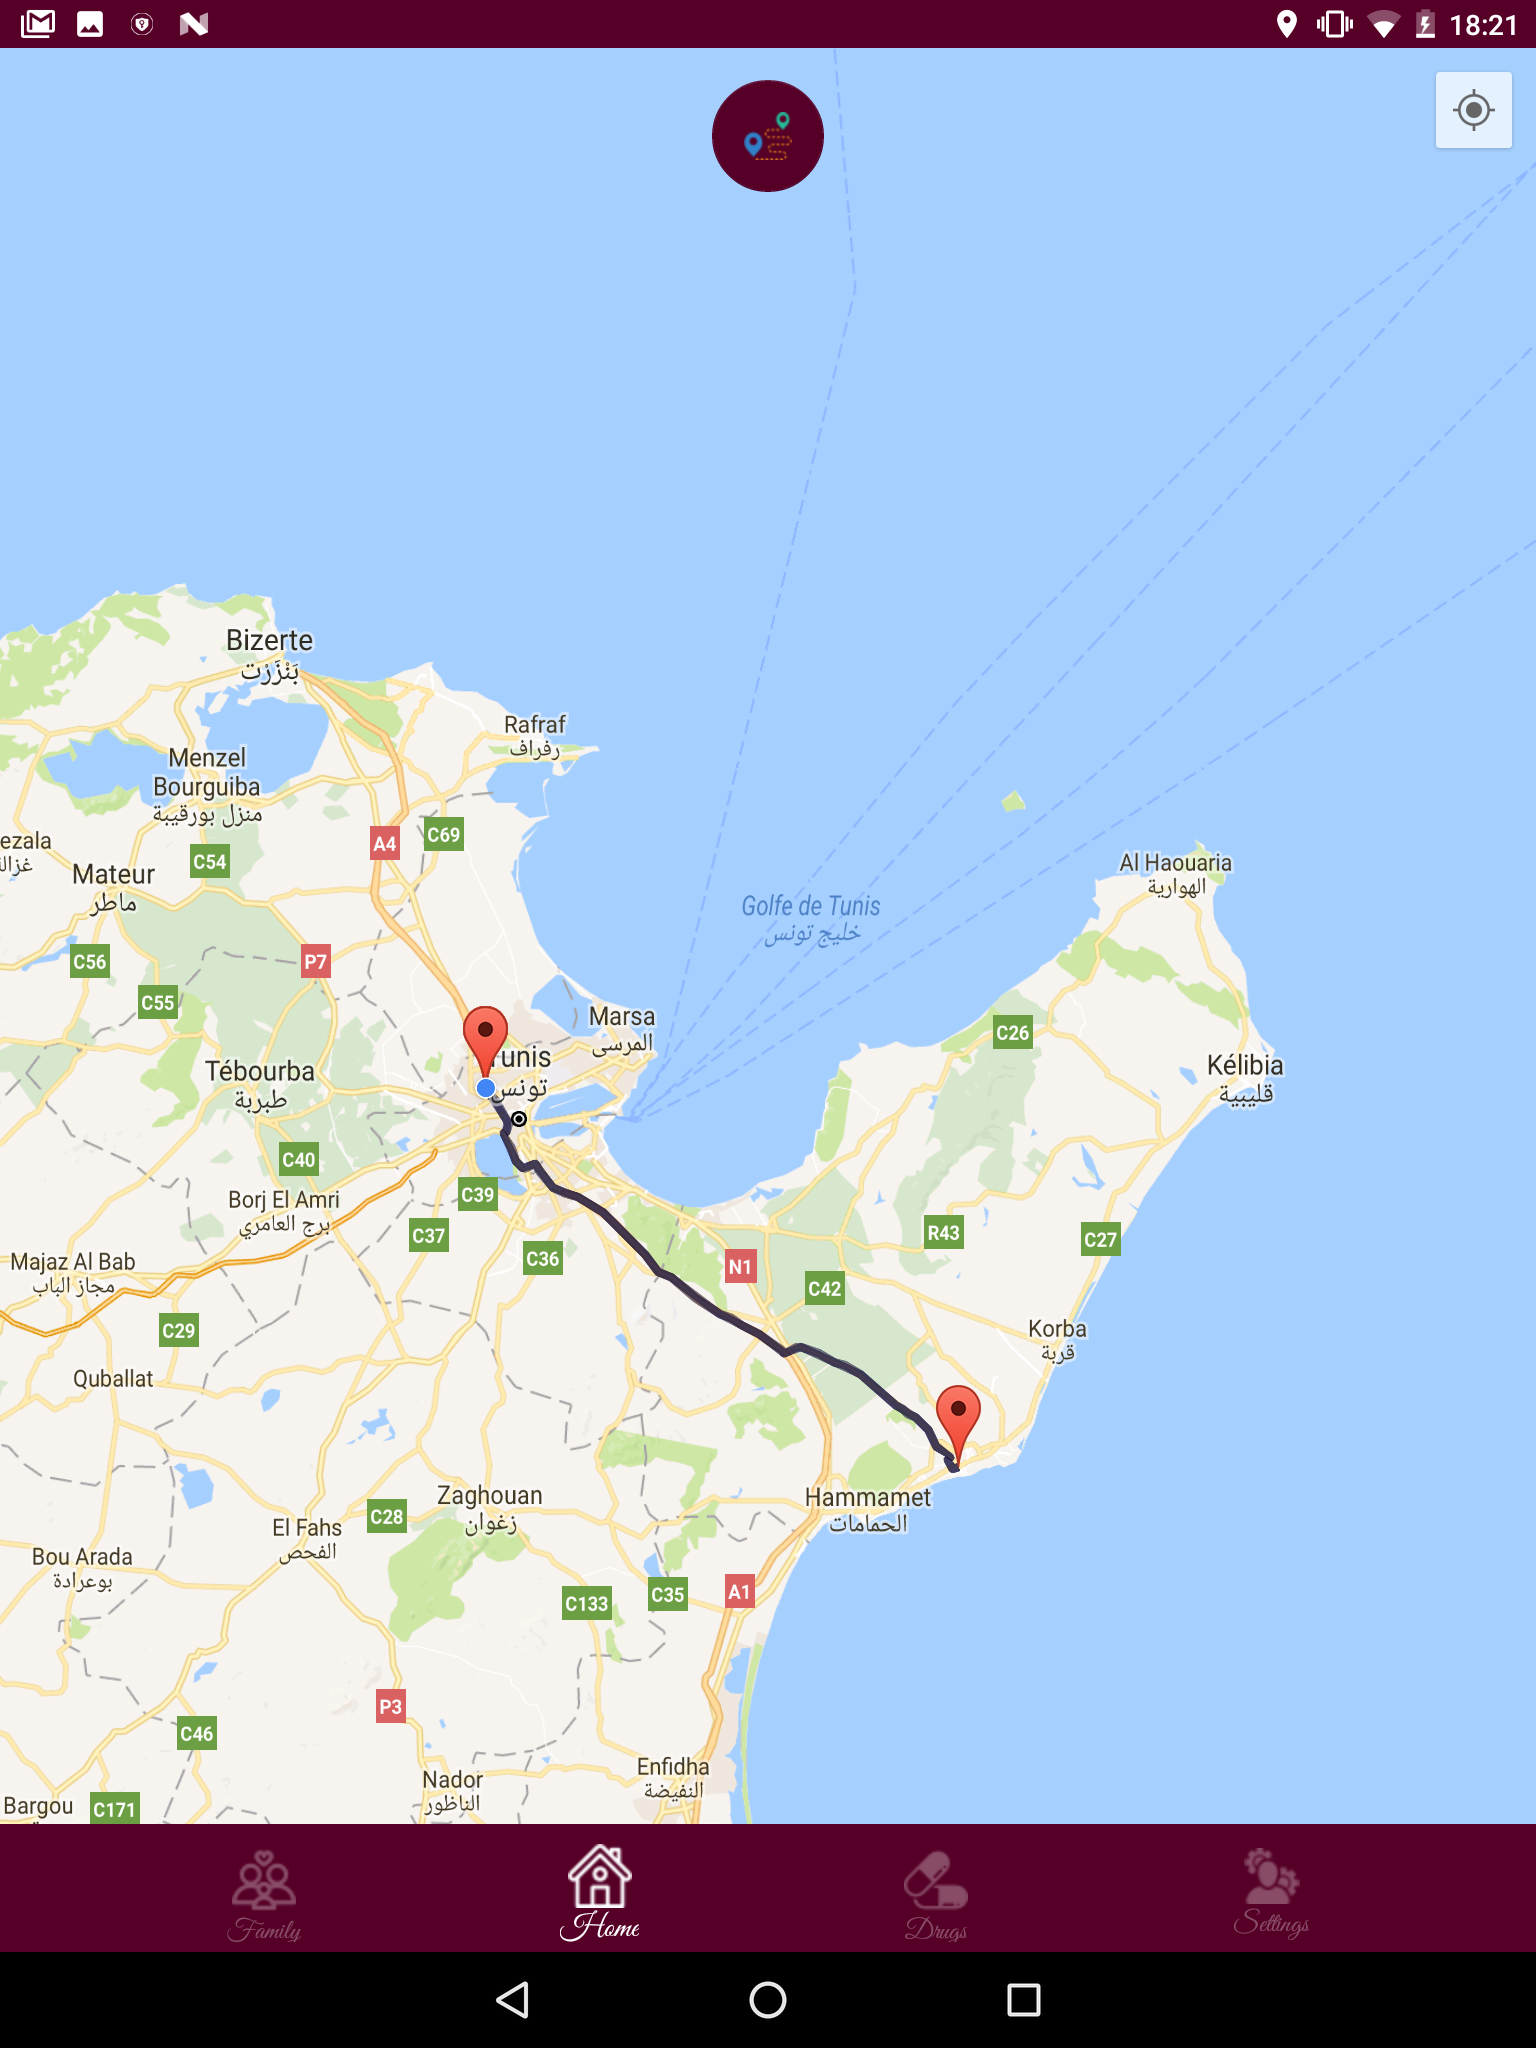 18:21
Bizerte
بَنْزَرْت
Rafraf
رفراف
Menzel
Bourguiba
منزل بورقيبة
A4
C69
ezala
C54
Mateur
ماطر
Al Haouaria
الهوارية
Golfe de Tunis
خليج تونس
C56
P7
C55
Marsa
المرسى
C26
Tunis
تونس
Tébourba
طبربة
Kélibia
قليبية
C40
C39
Borj El Amri
برج العامري
C37
R43
C27
C36
Majaz Al Bab
مجاز الباب
N1
C42
C29
Korba
قربة
Quballat
Zaghouan
زغوان
Hammamet
الحمامات
C28
El Fahs
الفحص
Bou Arada
بوعرادة
C133
C35
A1
P3
C46
Enfidha
النفيضة
Nador
الناظور
Bargou
C171
Family
Home
Drugs
Settings